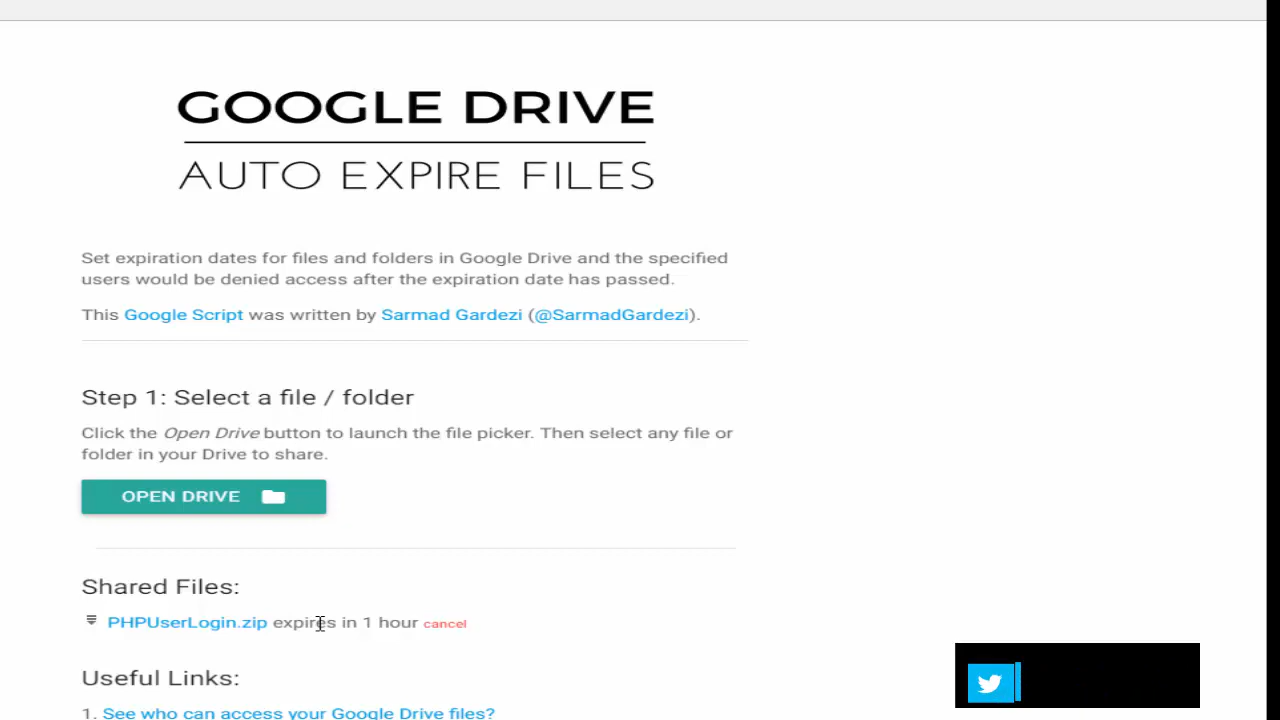 GOOGLE DRIVE
AUTO EXPIRE FILES
Set expiration dates for files and folders in Google Drive and the specified
users would be denied access after the expiration date has passed.
This Google Script was written by Sarmad Gardezi (@SarmadGardezi).
Step 1: Select a file / folder
Click the Open Drive button to launch the file picker. Then select any file or
folder in your Drive to share.
OPEN DRIVE
Shared Files:
PHPUserLogin.zip expires in 1 hour cancel
Useful Links:
1. See who can access your Google Drive files?